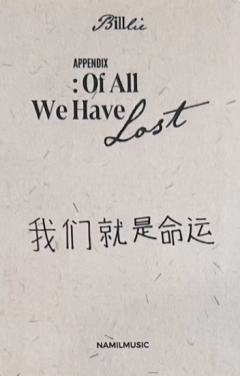 Billlie
APPENDIX
: Of All
We Have Lost
我们就是命运
NAMILMUSIC